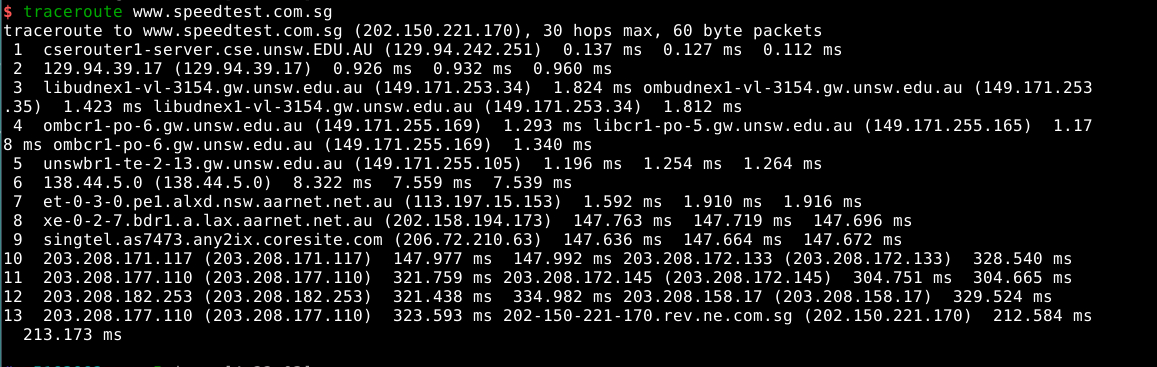 $ traceroute www.speedtest.com.sg
traceroute to www.speedtest.com.sg (202.150.221.170), 30 hops max, 60 byte packets
 1  cserouter1-server.cse.unsw.EDU.AU (129.94.242.251)  0.137 ms  0.127 ms  0.112 ms
 2  129.94.39.17 (129.94.39.17)  0.926 ms  0.932 ms  0.960 ms
 3  libudnex1-vl-3154.gw.unsw.edu.au (149.171.253.34)  1.824 ms ombudnex1-vl-3154.gw.unsw.edu.au (149.171.253
.35)  1.423 ms libudnex1-vl-3154.gw.unsw.edu.au (149.171.253.34)  1.812 ms
 4  ombcr1-po-6.gw.unsw.edu.au (149.171.255.169)  1.293 ms libcr1-po-5.gw.unsw.edu.au (149.171.255.165)  1.17
8 ms ombcr1-po-6.gw.unsw.edu.au (149.171.255.169)  1.340 ms
 5  unswbr1-te-2-13.gw.unsw.edu.au (149.171.255.105)  1.196 ms  1.254 ms  1.264 ms
 6  138.44.5.0 (138.44.5.0)  8.322 ms  7.559 ms  7.539 ms
 7  et-0-3-0.pe1.alxd.nsw.aarnet.net.au (113.197.15.153)  1.592 ms  1.910 ms  1.916 ms
 8  xe-0-2-7.bdr1.a.lax.aarnet.net.au (202.158.194.173)  147.763 ms  147.719 ms  147.696 ms
 9  singtel.as7473.any2ix.coresite.com (206.72.210.63)  147.636 ms  147.664 ms  147.672 ms
10  203.208.171.117 (203.208.171.117)  147.977 ms  147.992 ms 203.208.172.133 (203.208.172.133)  328.540 ms
11  203.208.177.110 (203.208.177.110)  321.759 ms 203.208.172.145 (203.208.172.145)  304.751 ms  304.665 ms
12  203.208.182.253 (203.208.182.253)  321.438 ms  334.982 ms 203.208.158.17 (203.208.158.17)  329.524 ms
13  203.208.177.110 (203.208.177.110)  323.593 ms 202-150-221-170.rev.ne.com.sg (202.150.221.170)  212.584 ms
  213.173 ms